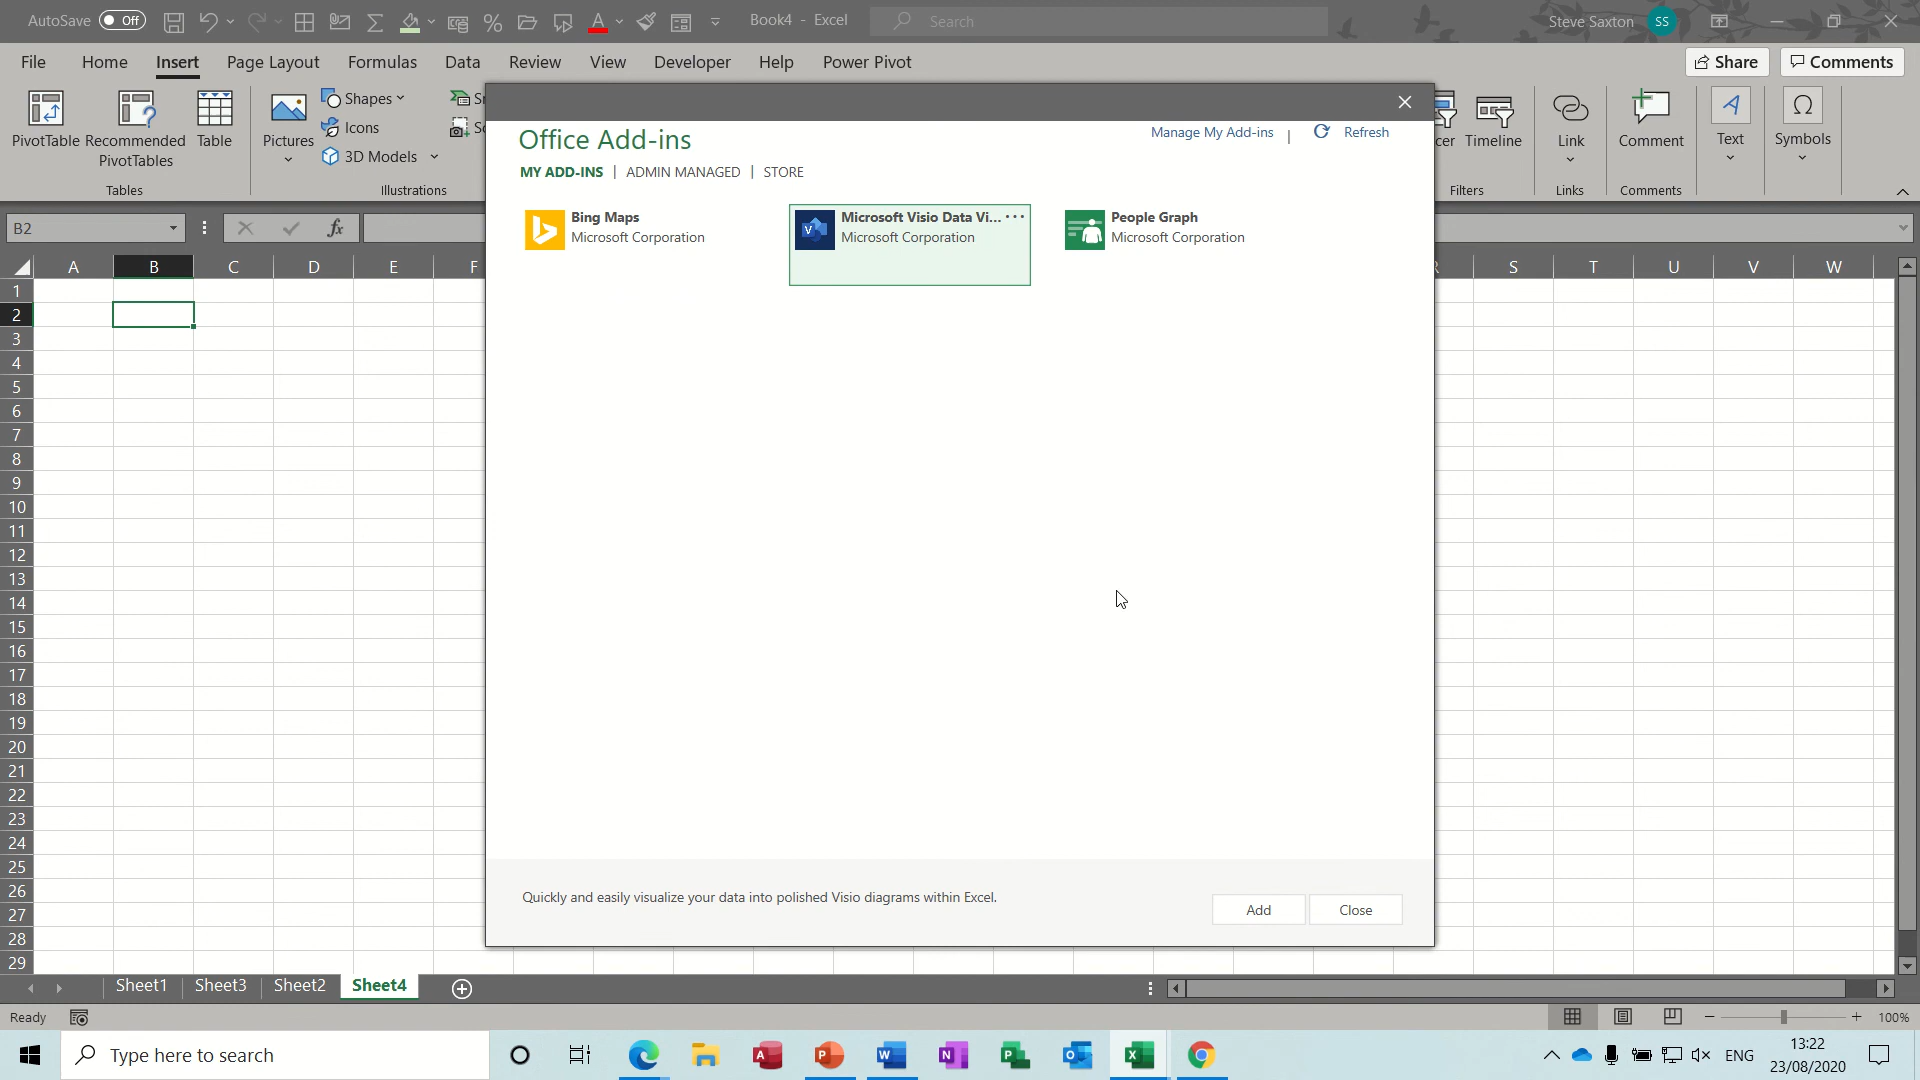 AutoSave Off
Book4 - Excel
Search
Steve Saxton SS
File Home Insert Page Layout Formulas Data Review View Developer Help Power Pivot
Share Comments
PivotTable
Recommended
PivotTables
Table
Tables
Pictures
Shapes
Icons
3D Models
Illustrations
Timeline
Filters
Link
Links
Comment
Comments
Text
Symbols
B2
fx
A B C D E F S T U V W
1
2
3
4
5
6
7
8
9
10
11
12
13
14
15
16
17
18
19
20
21
22
23
24
25
26
27
28
29
Office Add-ins
Manage My Add-ins | Refresh
MY ADD-INS | ADMIN MANAGED | STORE
Bing Maps
Microsoft Corporation
Microsoft Visio Data Vi... ...
Microsoft Corporation
People Graph
Microsoft Corporation
Quickly and easily visualize your data into polished Visio diagrams within Excel.
Add Close
Sheet1 Sheet3 Sheet2 Sheet4
Ready
100%
Type here to search
ENG
13:22
23/08/2020